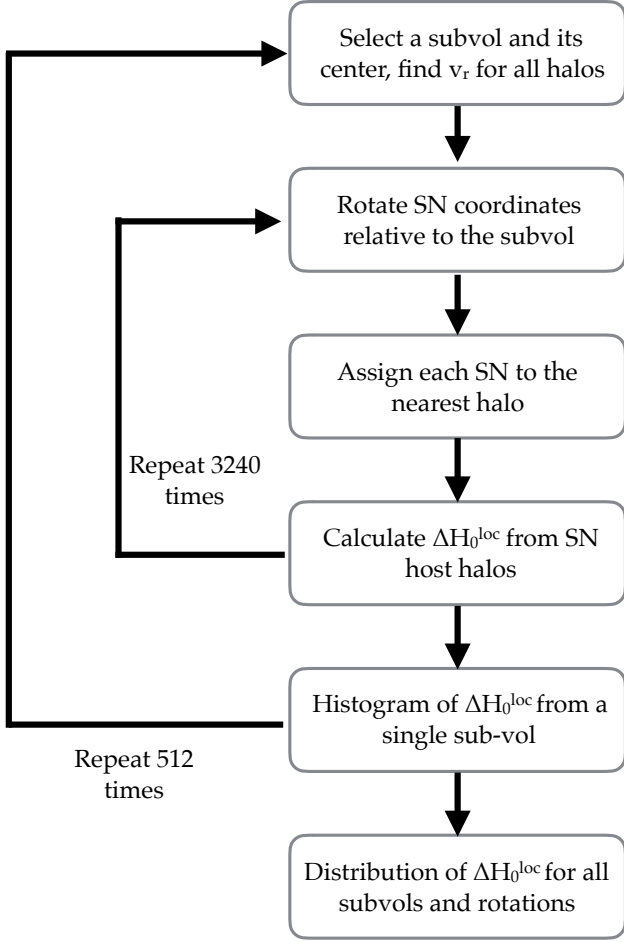 Select a subvol and its
center, find vᵣ for all halos
Rotate SN coordinates
relative to the subvol
Assign each SN to the
nearest halo
Repeat 3240
times
Calculate ΔH₀ˡᵒᶜ from SN
host halos
Histogram of ΔH₀ˡᵒᶜ from a
single sub-vol
Repeat 512
times
Distribution of ΔH₀ˡᵒᶜ for all
subvols and rotations